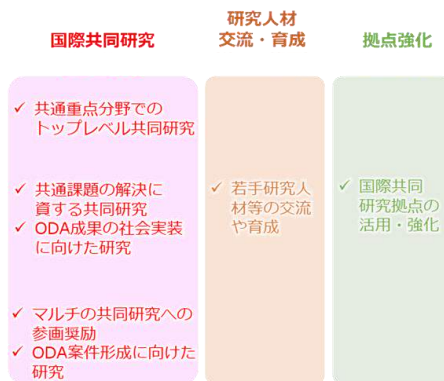 国際共同研究
研究人材
交流・育成
拠点強化
✓ 共通重点分野での
トップレベル共同研究
✓ 共通課題の解決に
資する共同研究
✓ ODA成果の社会実装
に向けた研究
✓ マルチの共同研究への
参画奨励
✓ ODA案件形成に向けた
研究
✓ 若手研究人
材等の交流
や育成
✓ 国際共同
研究拠点の
活用・強化